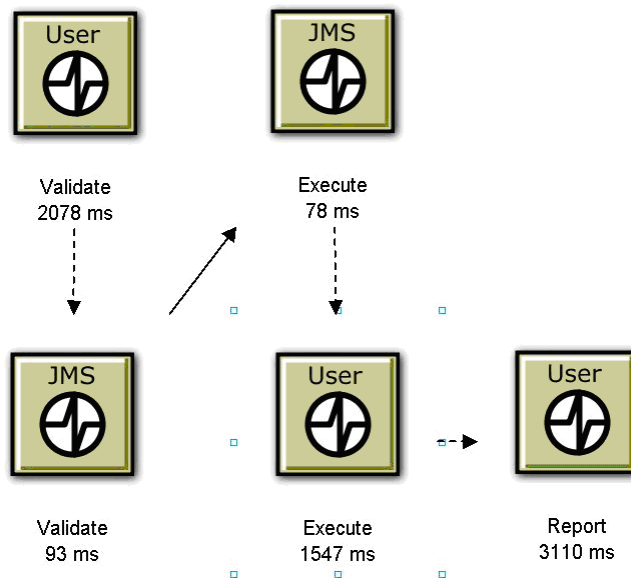 User
JMS
Validate
2078 ms
Execute
78 ms
JMS
User
User
Validate
93 ms
Execute
1547 ms
Report
3110 ms